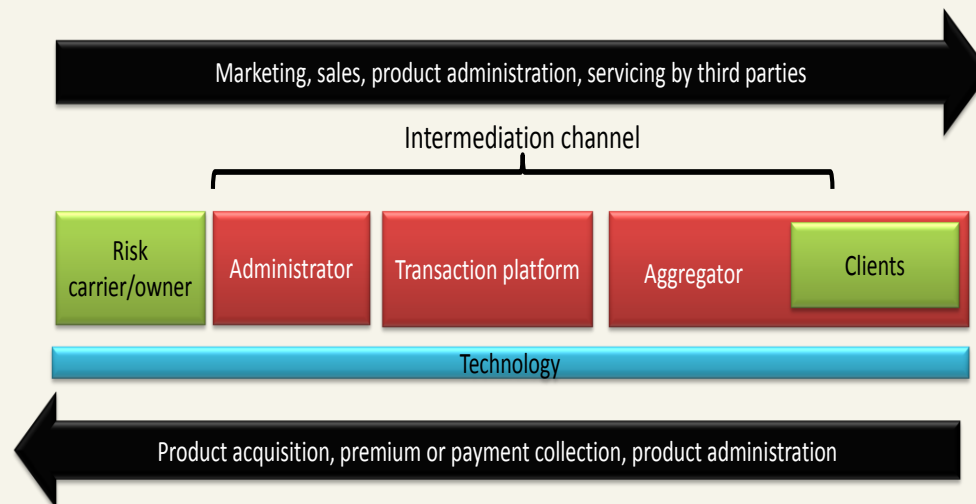 Marketing, sales, product administration, servicing by third parties
Intermediation channel
Risk
carrier/owner
Administrator
Transaction platform
Aggregator
Clients
Technology
Product acquisition, premium or payment collection, product administration